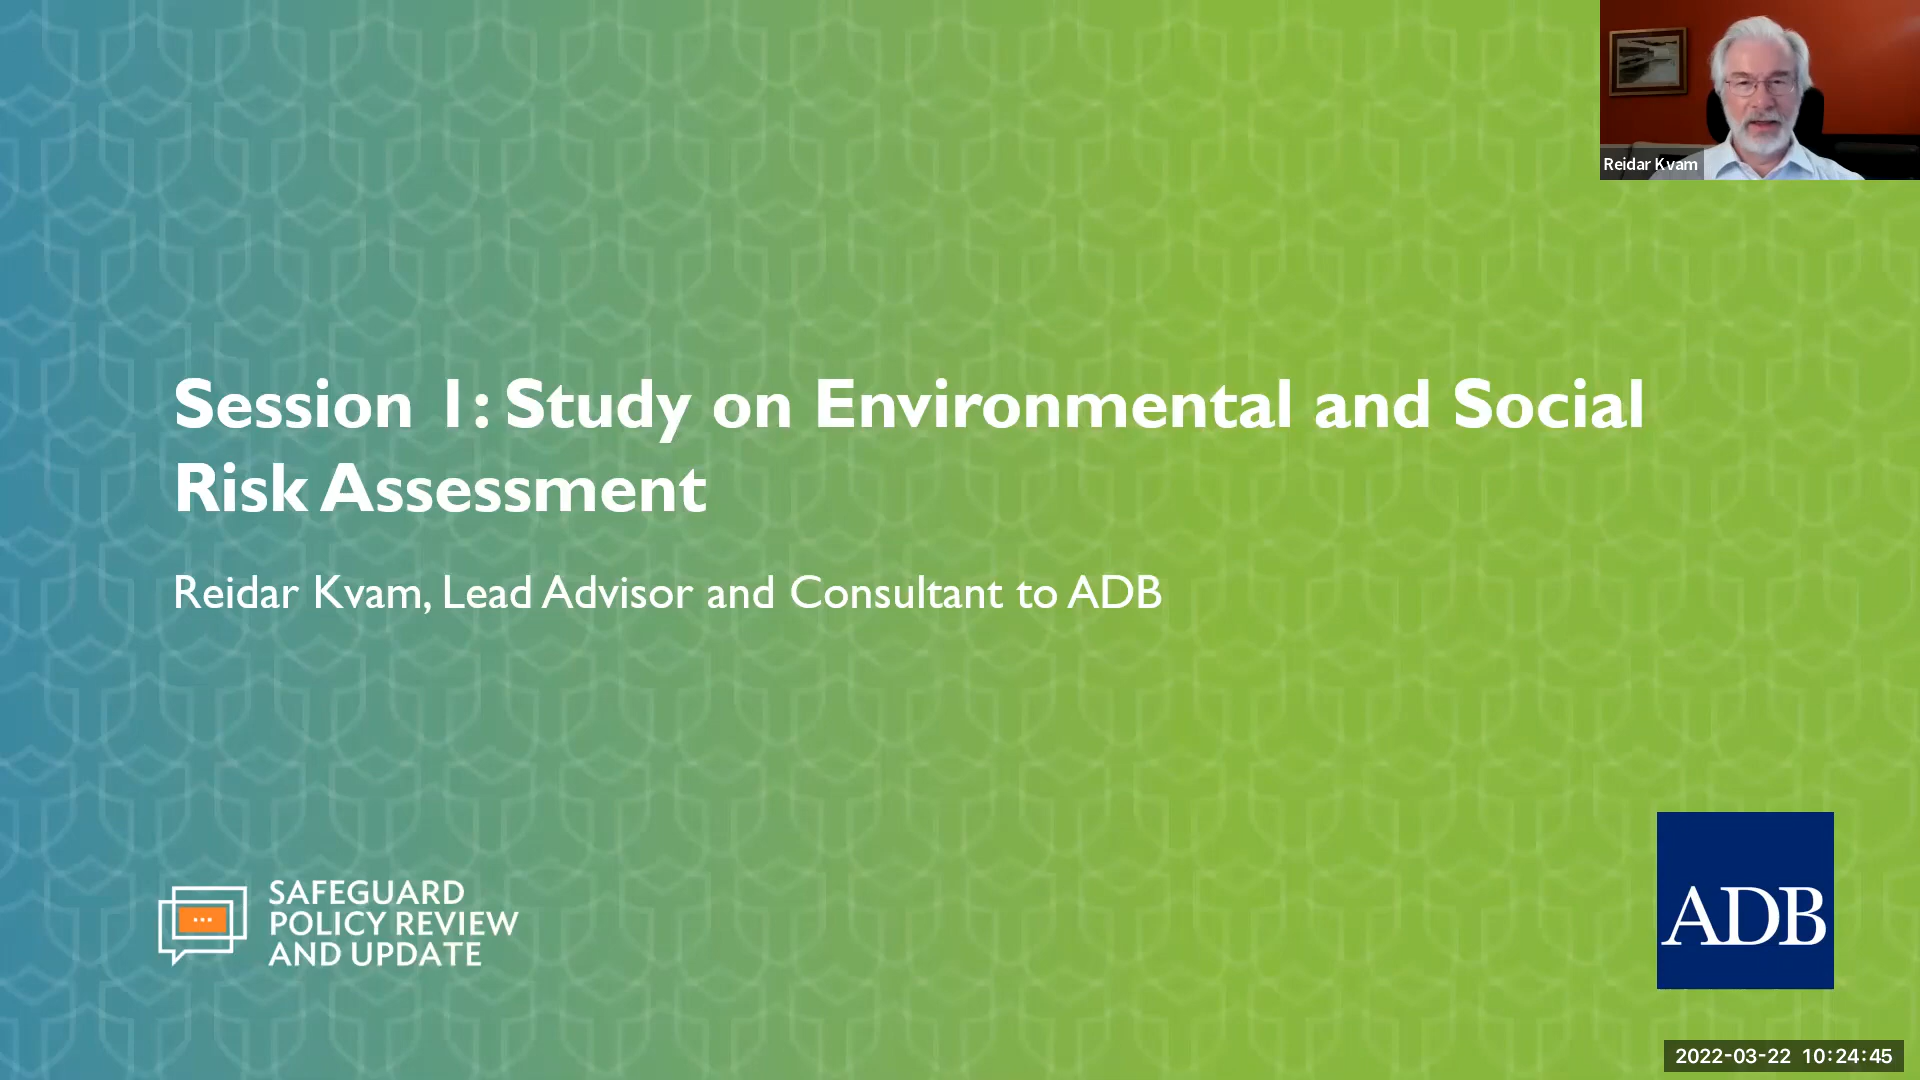 Reidar Kvam
Session 1: Study on Environmental and Social
Risk Assessment
Reidar Kvam, Lead Advisor and Consultant to ADB
SAFEGUARD
POLICY REVIEW
AND UPDATE
ADB
2022-03-22 10:24:45